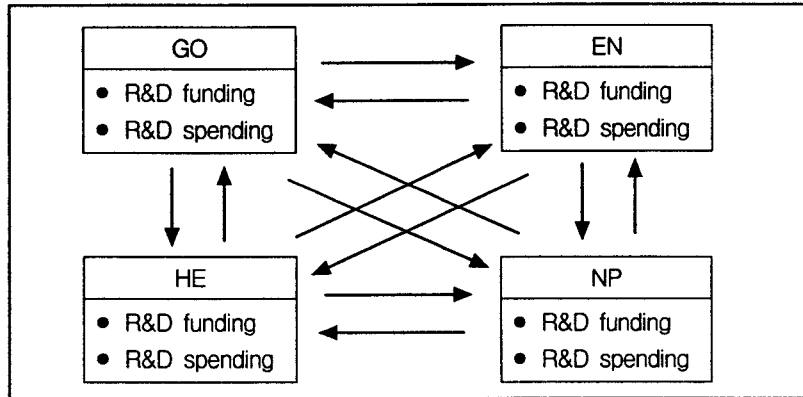 GO
• R&D funding
• R&D spending
EN
• R&D funding
• R&D spending
HE
• R&D funding
• R&D spending
NP
• R&D funding
• R&D spending